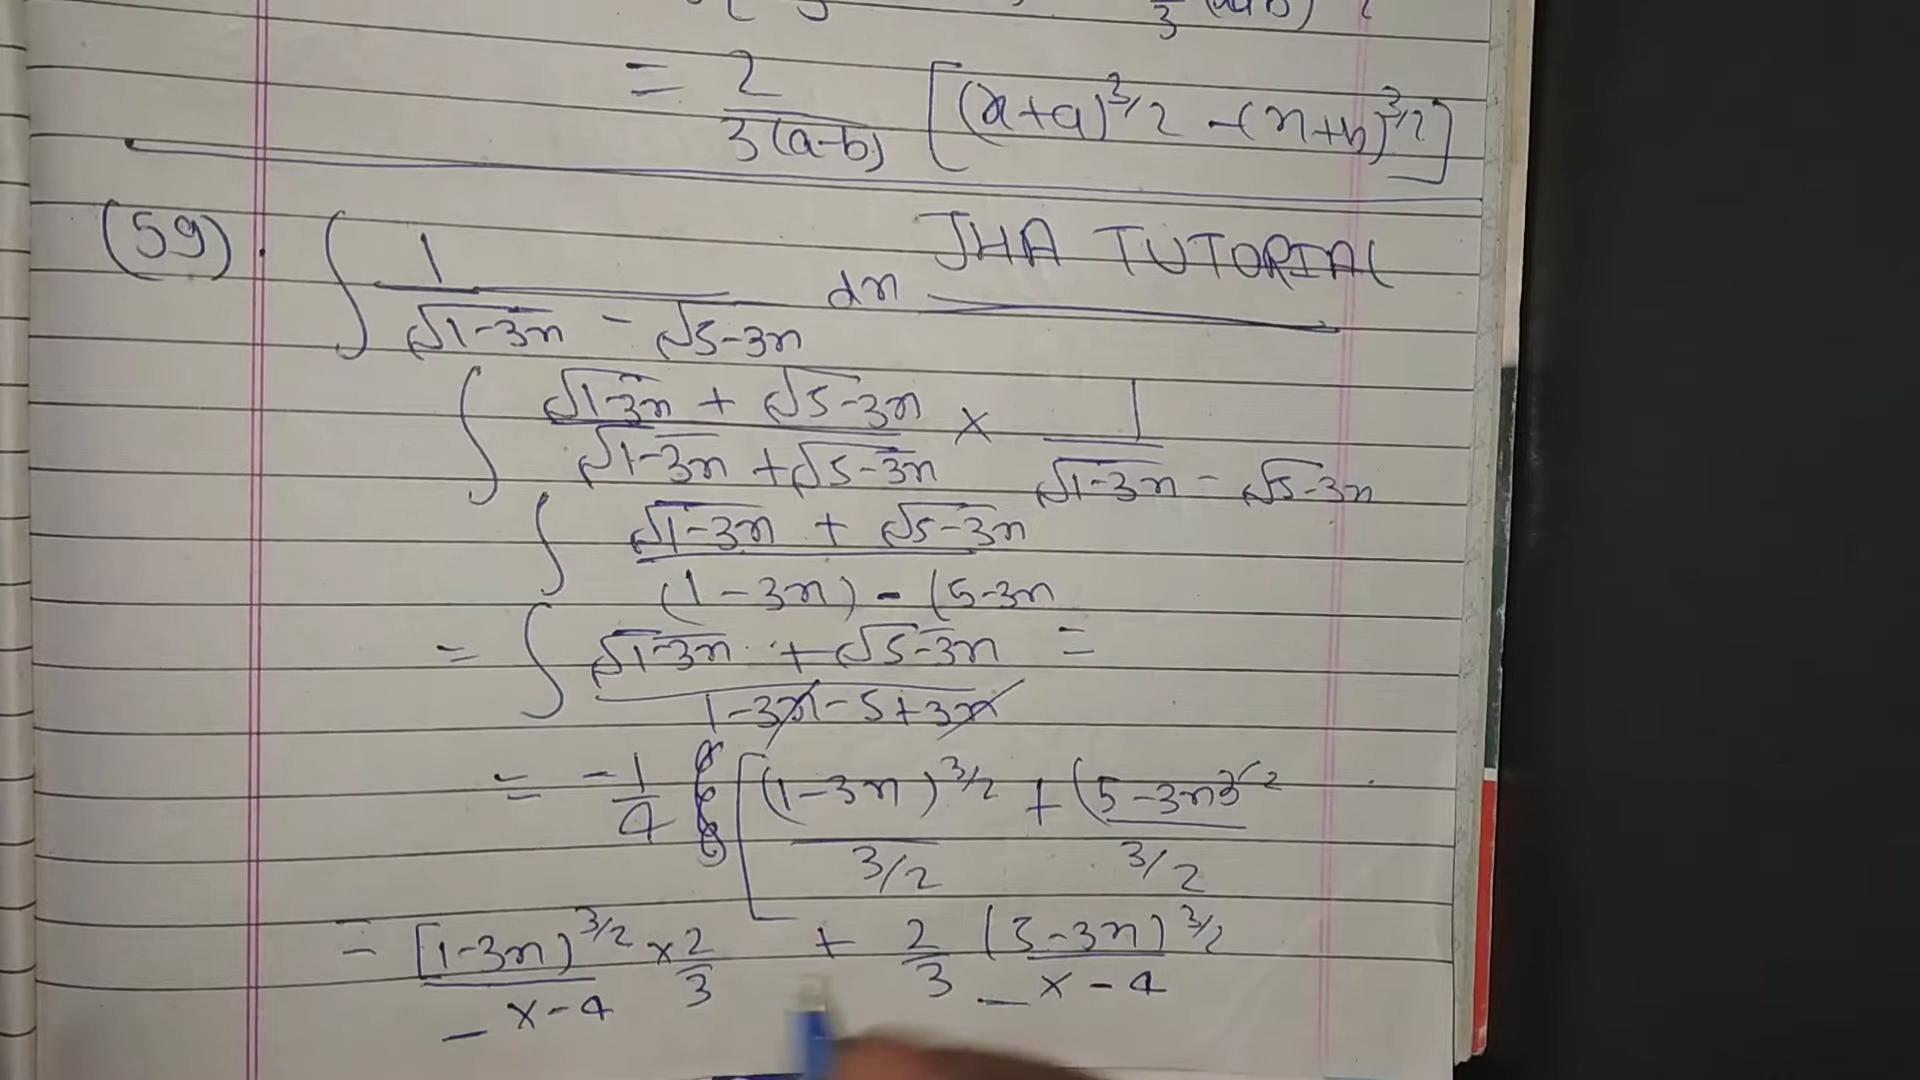 3 (a+b)
= 2/3(a-b) [(x+a)^3/2 - (x+b)^3/2]
(59). ∫ 1/(√1-3x - √5-3x) dx JHA TUTORIAL
∫ (√1-3x + √5-3x)/(√1-3x + √5-3x) × 1/(√1-3x - √5-3x)
∫ (√1-3x + √5-3x)/((1-3x) - (5-3x
= ∫ (√1-3x + √5-3x)/(1-3x-5+3x) =
= -1/4 [(1-3x)^3/2 / 3/2 + (5-3x)^3/2 / 3/2
= [1-3x)^3/2 / × -4 × 2/3 + 2/3 (5-3x)^3/2 / × -4